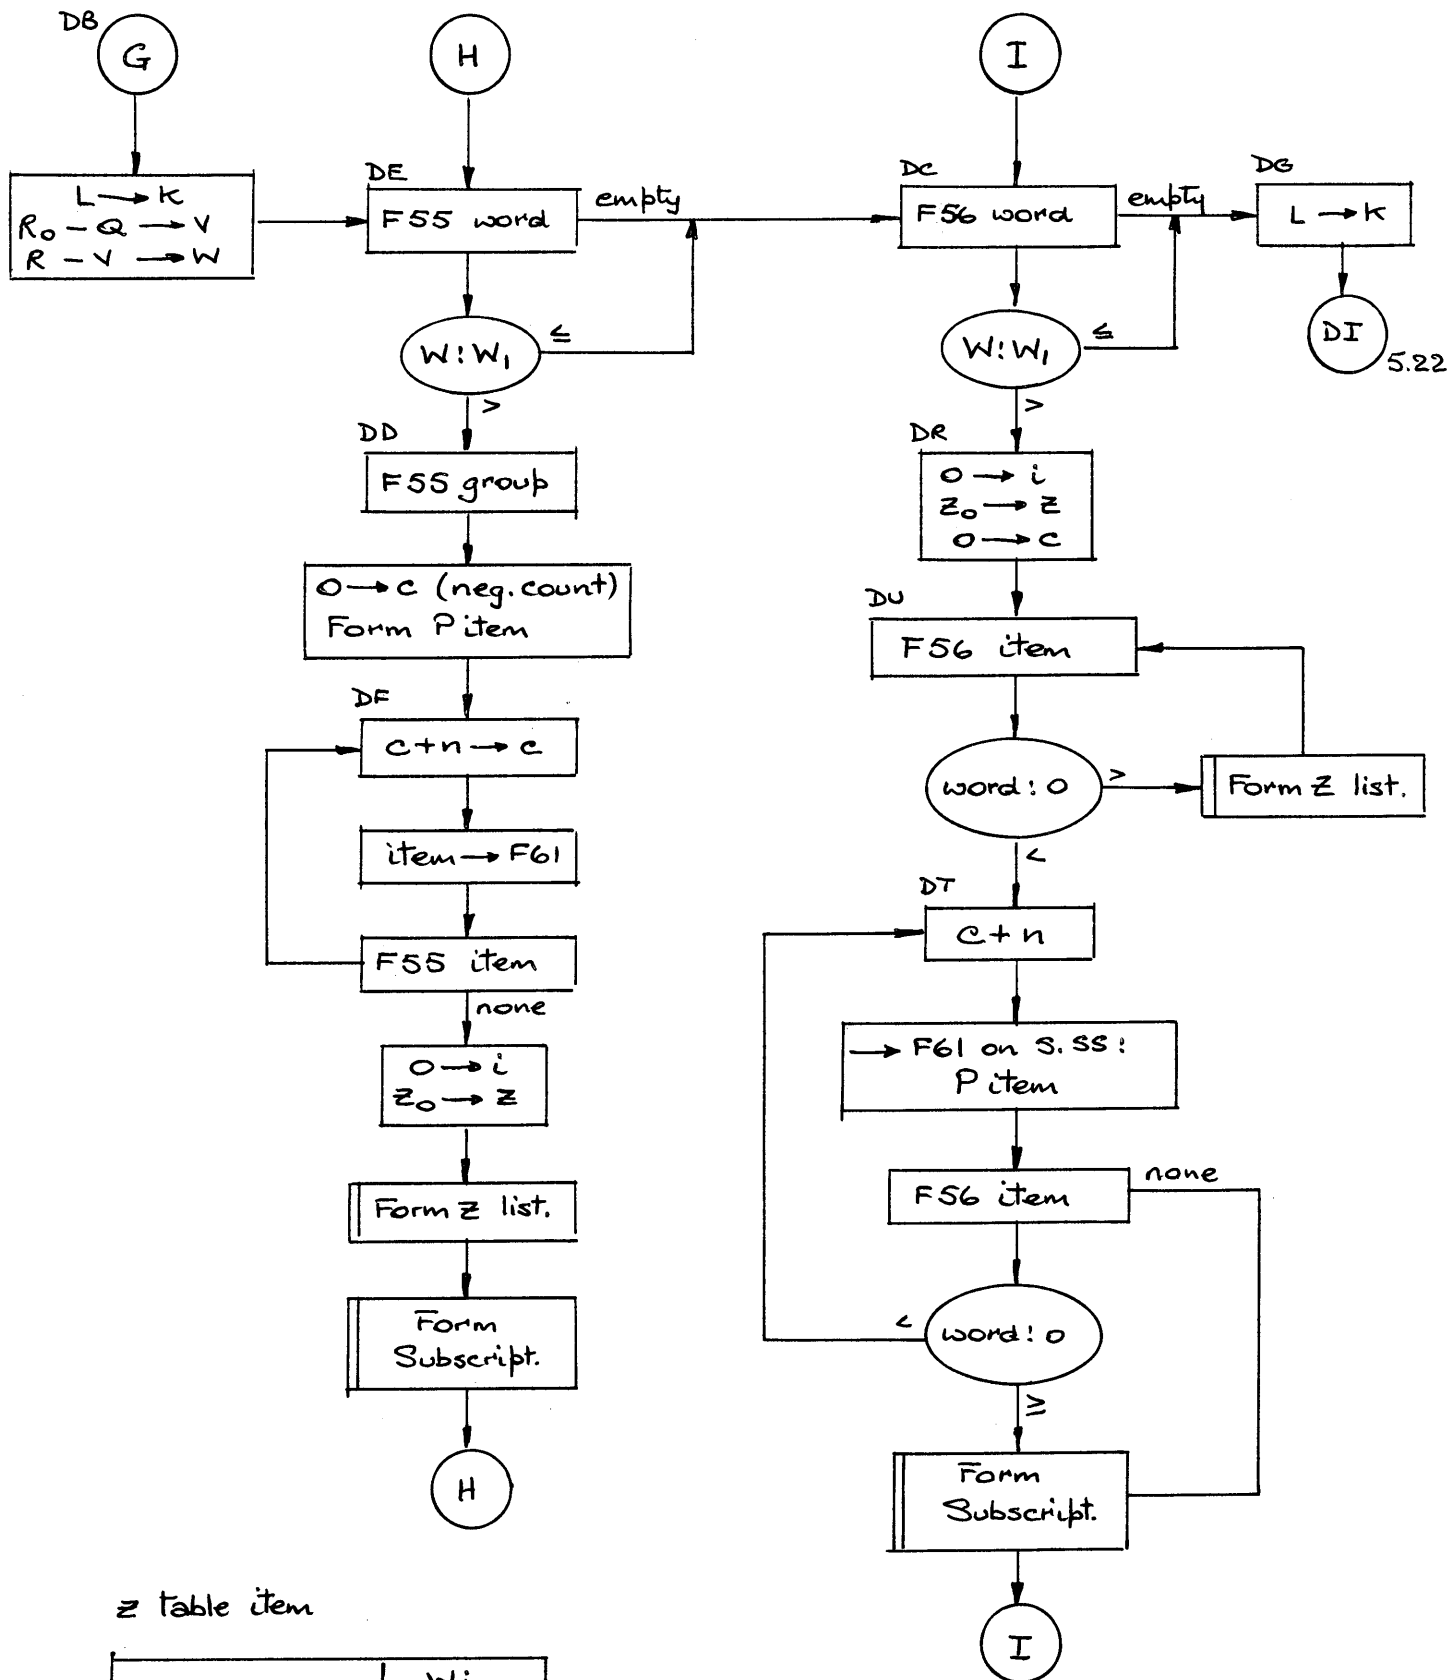 DB
G
L → K
R₀ - Q → V
R - V → W
H
DE
F55 word
empty
W : W₁
≤
>
DD
F55 group
0 → c (neg. count)
Form P item
DF
c + n → c
item → F61
F55 item
none
0 → i
Z₀ → Z
Form Z list.
Form
Subscript.
H
I
DC
F56 word
empty
DG
L → K
DI
5.22
W : W₁
≤
>
DR
0 → i
Z₀ → Z
0 → c
DU
F56 item
word : 0
>
Form Z list.
<
DT
c + n
→ F61 on S.SS :
P item
F56 item
none
word : 0
<
≥
Form
Subscript.
I
Z table item